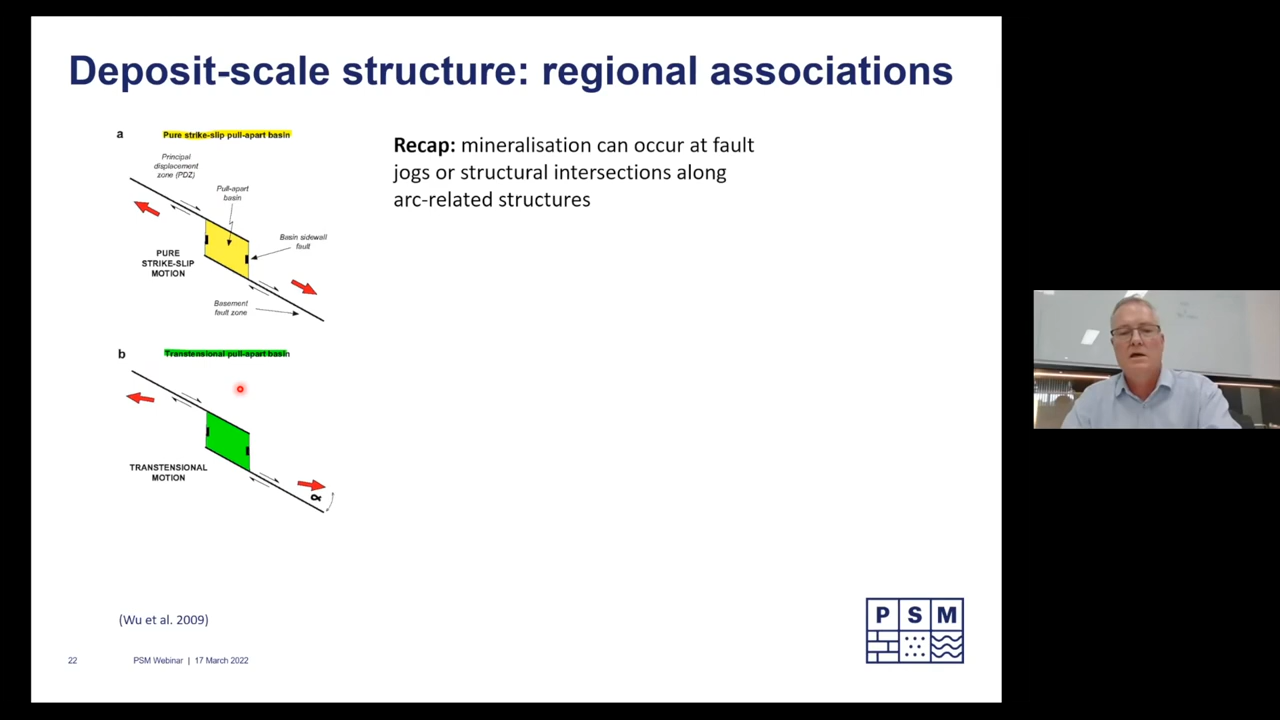 Deposit-scale structure: regional associations
a
Pure strike-slip pull-apart basin
Principal
displacement
zone (PDZ)
Pull-apart
basin
Basin sidewall
fault
PURE
STRIKE-SLIP
MOTION
Basement
fault zone
b
Transtensional pull-apart basin
TRANSTENSIONAL
MOTION
α
Recap: mineralisation can occur at fault
jogs or structural intersections along
arc-related structures
(Wu et al. 2009)
22
PSM Webinar | 17 March 2022
P S M